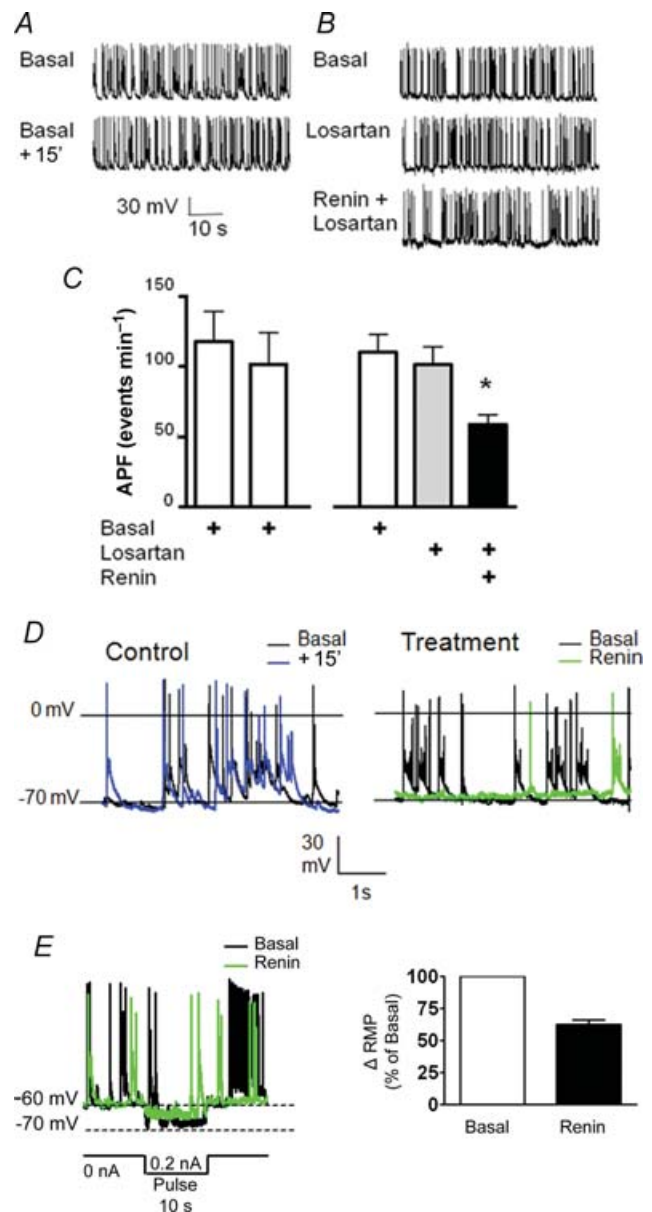 A
B
Basal
Basal
Basal
+ 15'
Losartan
Renin +
Losartan
30 mV
10 s
C
APF (events min⁻¹)
150
100
50
0
Basal + + +
Losartan + +
Renin +
D
Control
Basal
+ 15'
Treatment
Basal
Renin
0 mV
-70 mV
30
mV
1s
E
Basal
Renin
-60 mV
-70 mV
0 nA
0.2 nA
Pulse
10 s
Δ RMP
(% of Basal)
100
75
50
25
0
Basal
Renin